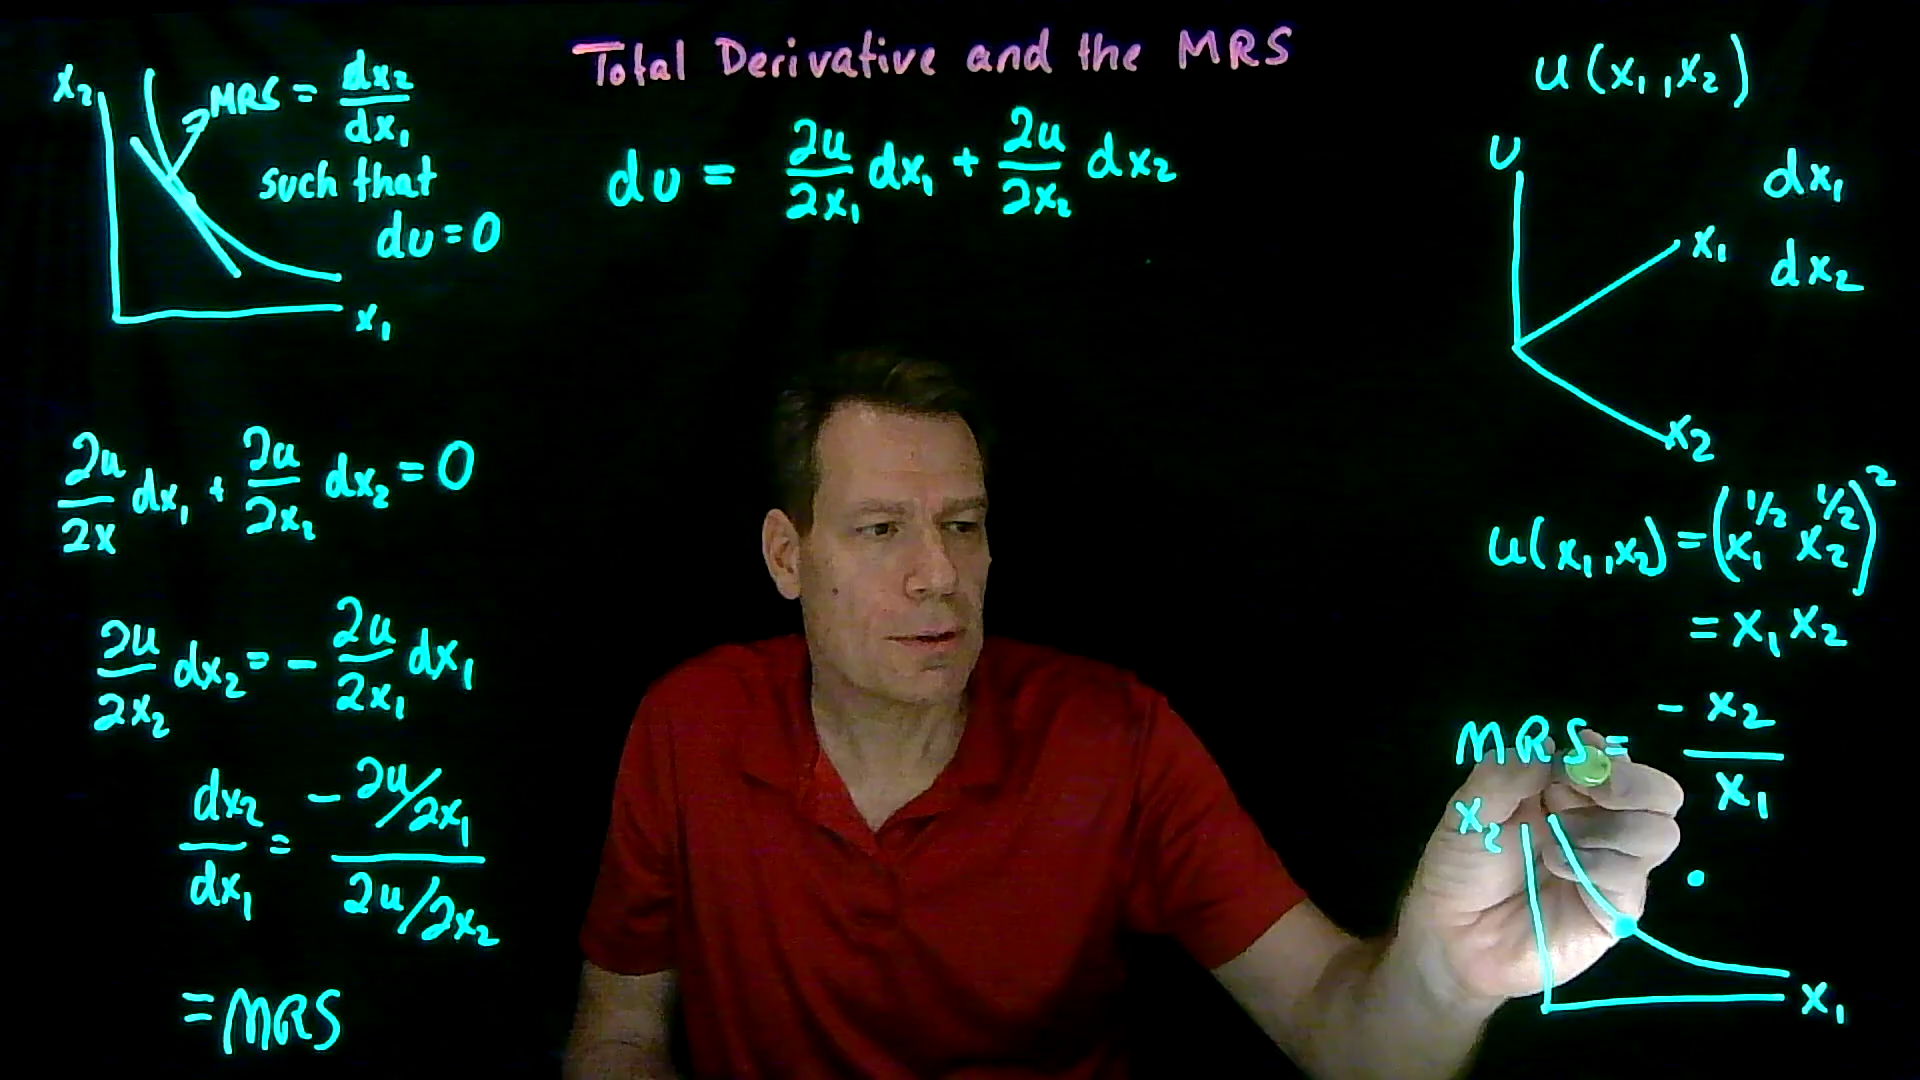 Total Derivative and the MRS
x₂
MRS = dx₂/dx₁
such that
du = 0
x₁
du = ∂u/∂x₁ dx₁ + ∂u/∂x₂ dx₂
∂u/∂x dx₁ + ∂u/∂x₂ dx₂ = 0
∂u/∂x₂ dx₂ = - ∂u/∂x₁ dx₁
dx₂/dx₁ = -∂u/∂x₁ / ∂u/∂x₂
= MRS
u(x₁,x₂)
U
dx₁
x₁
dx₂
x₂
u(x₁,x₂) = (x₁^1/2 x₂^1/2)²
= x₁ x₂
MRS = -x₂/x₁
x₂
x₁